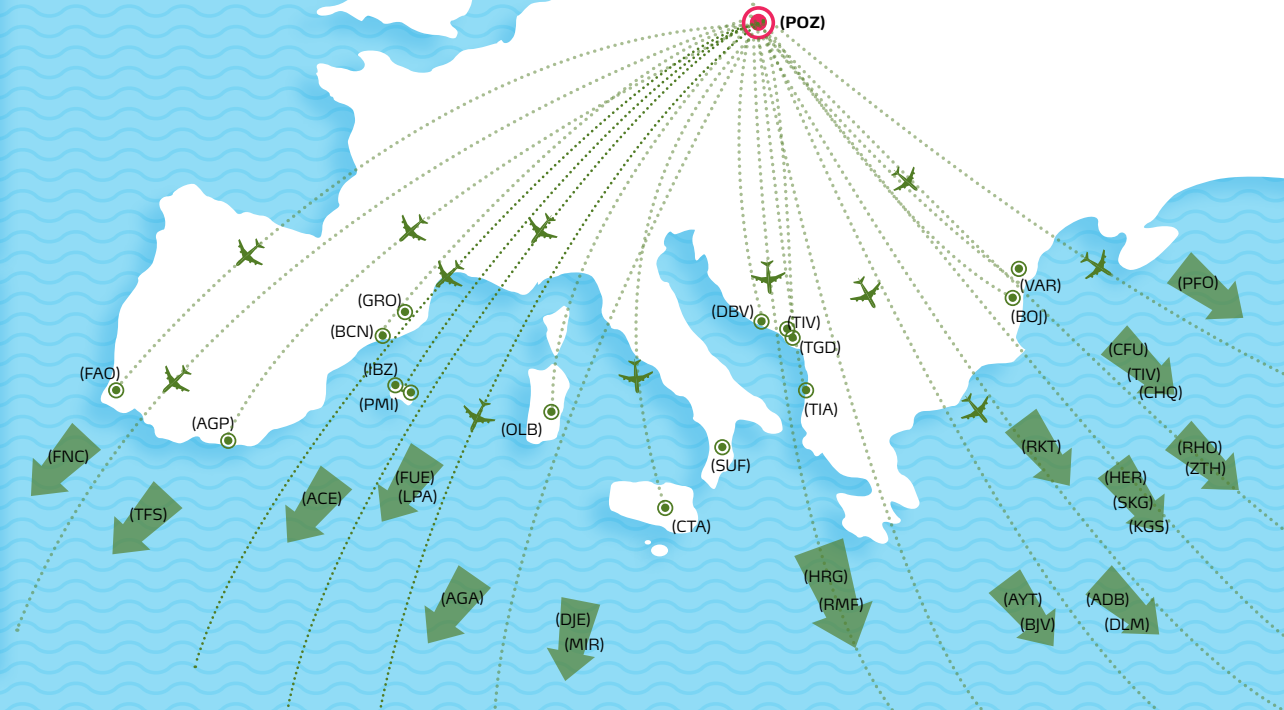 (POZ)
(VAR)
(PFO)
(GRO)
(BOJ)
(DBV)
(TIV)
(BCN)
(TGD)
(CFU)
(IBZ)
(TIV)
(FAO)
(CHQ)
(PMI)
(TIA)
(AGP)
(OLB)
(RKT)
(RHO)
(FNC)
(SUF)
(ZTH)
(FUE)
(HER)
(LPA)
(ACE)
(SKG)
(TFS)
(CTA)
(KGS)
(HRG)
(AGA)
(RMF)
(AYT)
(ADB)
(DJE)
(BJV)
(DLM)
(MIR)